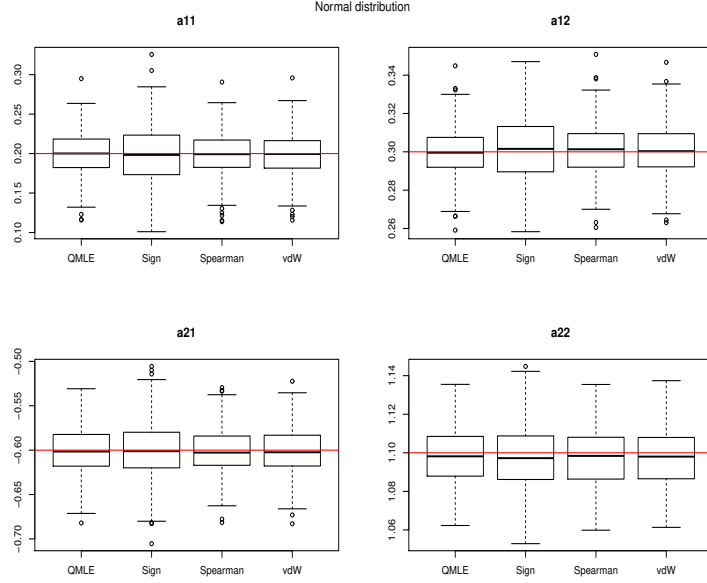 Normal distribution
a11
0.30
0.25
0.20
0.15
0.10
QMLE Sign Spearman vdW
a12
0.34
0.32
0.30
0.28
0.26
QMLE Sign Spearman vdW
a21
−0.50
−0.55
−0.60
−0.65
−0.70
QMLE Sign Spearman vdW
a22
1.14
1.12
1.10
1.08
1.06
QMLE Sign Spearman vdW